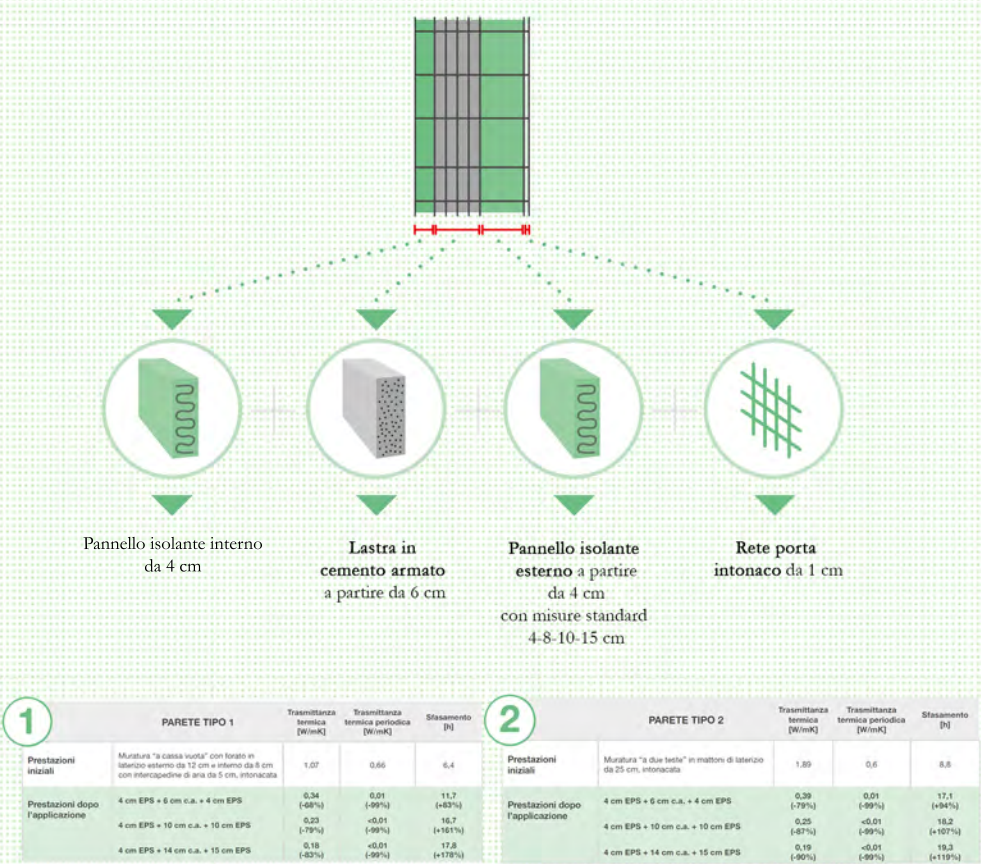 Pannello isolante interno
da 4 cm
Lastra in
cemento armato
a partire da 6 cm
Pannello isolante
esterno a partire
da 4 cm
con misure standard
4-8-10-15 cm
Rete porta
intonaco da 1 cm
1
PARETE TIPO 1
Trasmittanza
termica
[W/mK]
Trasmittanza
termica periodica
[W/mK]
Sfasamento
[h]
Prestazioni
iniziali
Muratura "a cassa vuota" con forato in
laterizio esterno da 12 cm e interno da 8 cm
con intercapedine di aria da 5 cm, intonacata
1,07
0,66
6,4
Prestazioni dopo
l'applicazione
4 cm EPS + 6 cm c.a. + 4 cm EPS
0,34
(-68%)
0,01
(-99%)
11,7
(+83%)
4 cm EPS + 10 cm c.a. + 10 cm EPS
0,23
(-79%)
<0,01
(-99%)
16,7
(+161%)
4 cm EPS + 14 cm c.a. + 15 cm EPS
0,18
(-83%)
<0,01
(-99%)
17,8
(+178%)
2
PARETE TIPO 2
Trasmittanza
termica
[W/mK]
Trasmittanza
termica periodica
[W/mK]
Sfasamento
[h]
Prestazioni
iniziali
Muratura "a due teste" in mattoni di laterizio
da 25 cm, intonacata
1,89
0,6
8,8
Prestazioni dopo
l'applicazione
4 cm EPS + 6 cm c.a. + 4 cm EPS
0,39
(-79%)
0,01
(-99%)
17,1
(+94%)
4 cm EPS + 10 cm c.a. + 10 cm EPS
0,25
(-87%)
<0,01
(-99%)
18,2
(+107%)
4 cm EPS + 14 cm c.a. + 15 cm EPS
0,19
(-90%)
<0,01
(-99%)
19,3
(+119%)